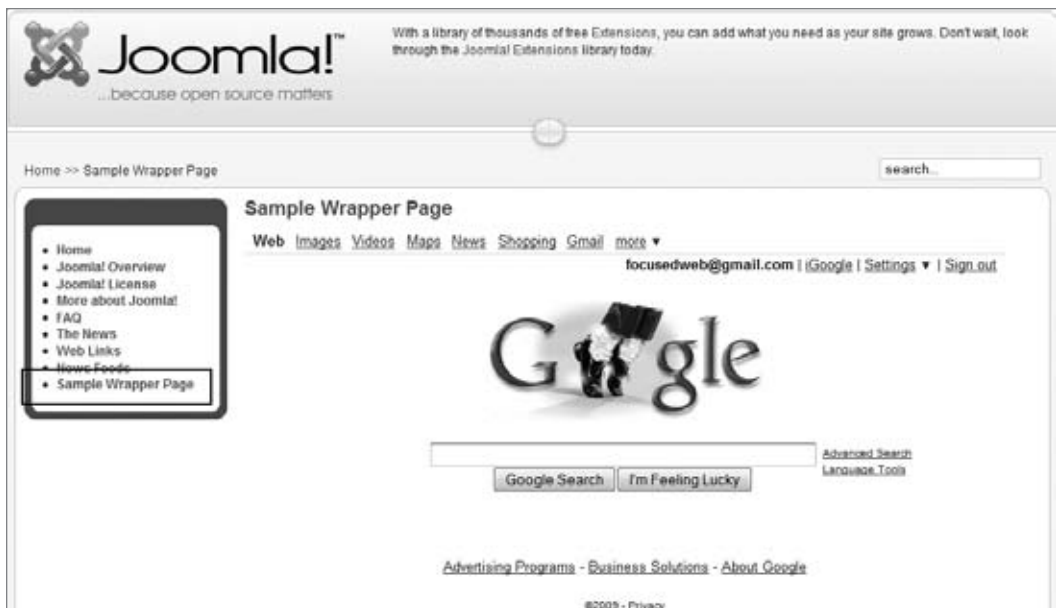 Joomla!™
...because open source matters
With a library of thousands of free Extensions, you can add what you need as your site grows. Don't wait, look
through the Joomla! Extensions library today.
Home >> Sample Wrapper Page
search...
Sample Wrapper Page
Home
Joomla! Overview
Joomla! License
More about Joomla!
FAQ
The News
Web Links
News Feeds
Sample Wrapper Page
Web Images Videos Maps News Shopping Gmail more ▼
focusedweb@gmail.com | iGoogle | Settings ▼ | Sign out
Google
Advanced Search
Language Tools
Google Search I'm Feeling Lucky
Advertising Programs - Business Solutions - About Google
©2009 - Privacy